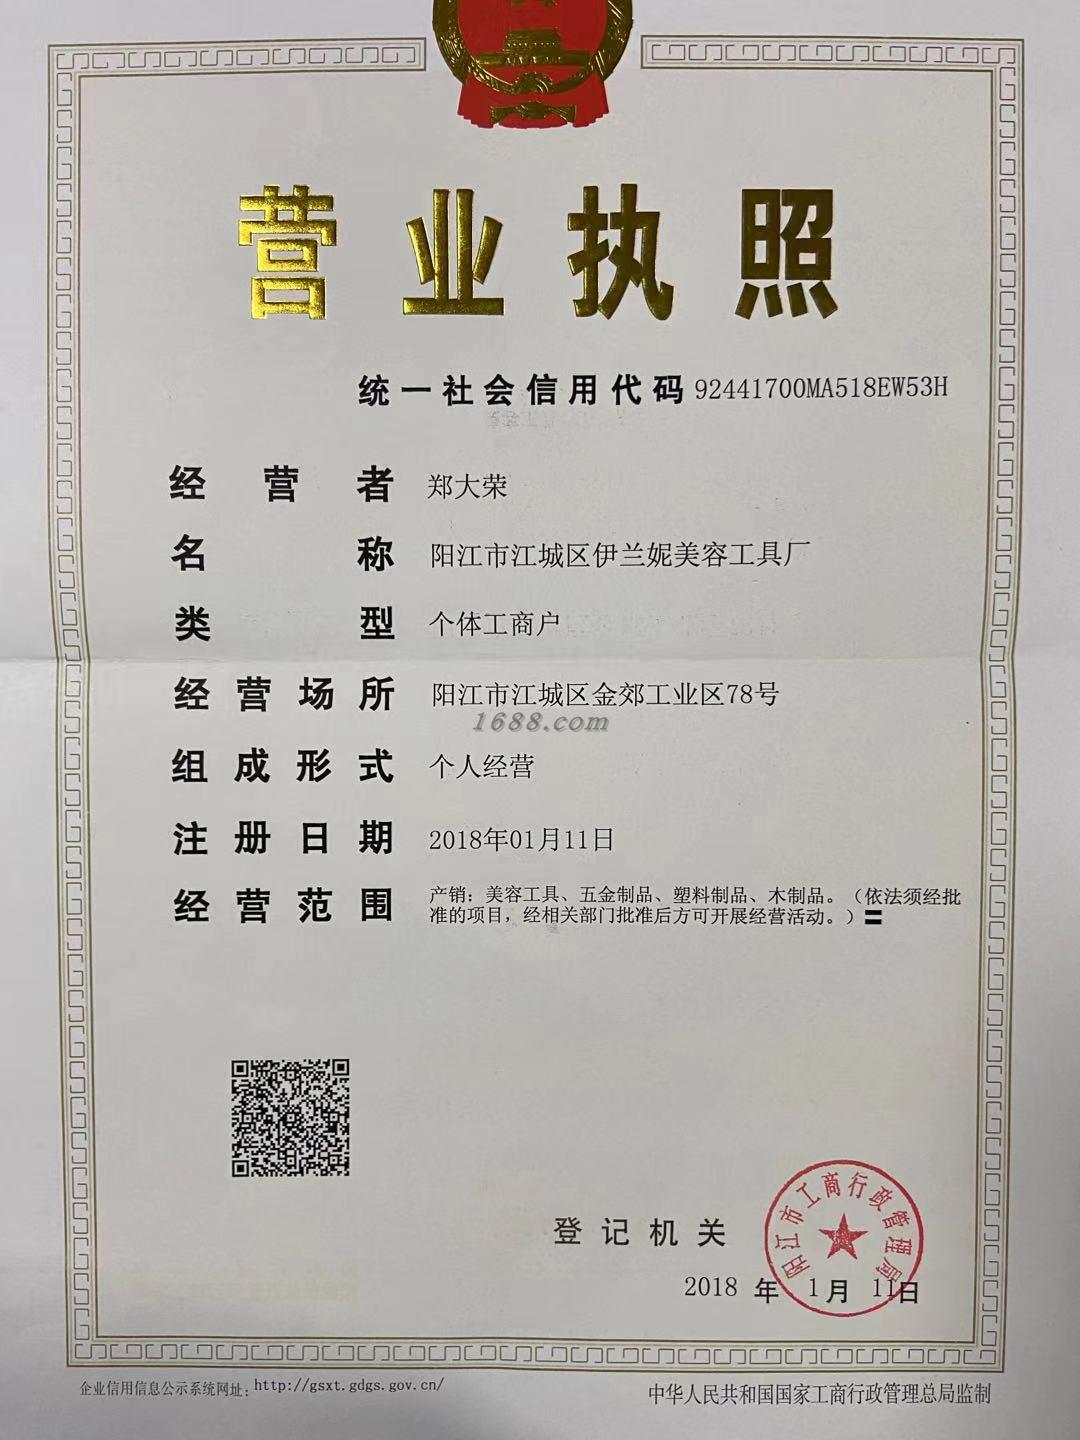 营业执照
统一社会信用代码 92441700MA518EW53H
经营者 郑大荣
名称 阳江市江城区伊兰妮美容工具厂
类型 个体工商户
经营场所 阳江市江城区金郊工业区78号
1688.com
组成形式 个人经营
注册日期 2018年01月11日
经营范围 产销：美容工具、五金制品、塑料制品、木制品。（依法须经批
准的项目，经相关部门批准后方可开展经营活动。）〓
阳江市工商行政管理局
登记机关
2018 年 1月 11日
企业信用信息公示系统网址：http://gsxt.gdgs.gov.cn/
中华人民共和国国家工商行政管理总局监制